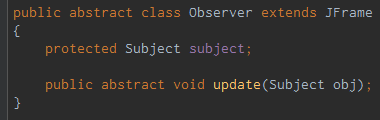 public abstract class Observer extends JFrame
{
    protected Subject subject;

    public abstract void update(Subject obj);
}